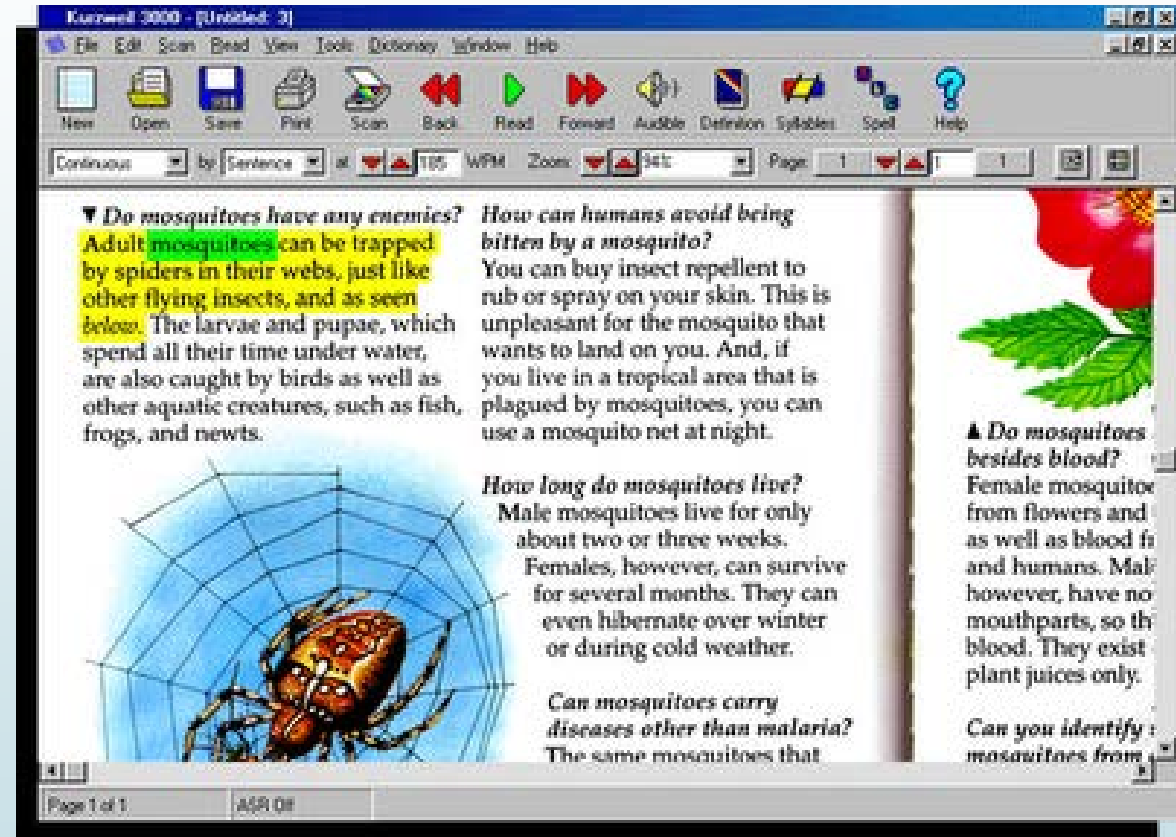 Kurzweil 3000 - [Untitled: 3]
File Edit Scan Read View Tools Dictionary Window Help
New Open Save Print Scan Back Read Forward Audible Definition Syllables Spell Help
Continuous by Sentence at 185 WPM Zoom: 94% Page: 1 1 1
▼ Do mosquitoes have any enemies?
Adult mosquitoes can be trapped
by spiders in their webs, just like
other flying insects, and as seen
below. The larvae and pupae, which
spend all their time under water,
are also caught by birds as well as
other aquatic creatures, such as fish,
frogs, and newts.
How can humans avoid being
bitten by a mosquito?
You can buy insect repellent to
rub or spray on your skin. This is
unpleasant for the mosquito that
wants to land on you. And, if
you live in a tropical area that is
plagued by mosquitoes, you can
use a mosquito net at night.
How long do mosquitoes live?
Male mosquitoes live for only
about two or three weeks.
Females, however, can survive
for several months. They can
even hibernate over winter
or during cold weather.
Can mosquitoes carry
diseases other than malaria?
The same mosquitoes that
▲ Do mosquitoes
besides blood?
Female mosquitoe
from flowers and
as well as blood fr
and humans. Mal
however, have no
mouthparts, so th
blood. They exist
plant juices only.
Can you identify
mosquitoes from
Page 1 of 1 ASR Off